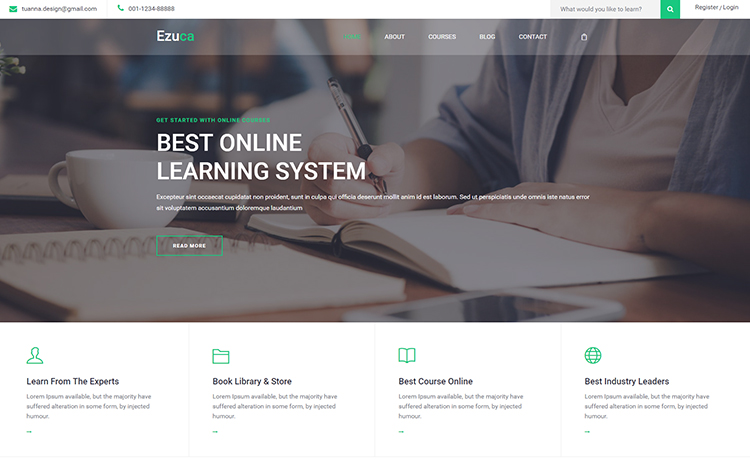 tuanna.design@gmail.com
001-1234-88888
What would you like to learn?
Register / Login
Ezuca
HOME
ABOUT
COURSES
BLOG
CONTACT
GET STARTED WITH ONLINE COURSES
BEST ONLINE
LEARNING SYSTEM
Excepteur sint occaecat cupidatat non proident, sunt in culpa qui officia deserunt mollit anim id est laborum. Sed ut perspiciatis unde omnis iste natus error
sit voluptatem accusantium doloremque laudantium
READ MORE
Learn From The Experts
Lorem Ipsum available, but the majority have
suffered alteration in some form, by injected
humour.
Book Library & Store
Lorem Ipsum available, but the majority have
suffered alteration in some form, by injected
humour.
Best Course Online
Lorem Ipsum available, but the majority have
suffered alteration in some form, by injected
humour.
Best Industry Leaders
Lorem Ipsum available, but the majority have
suffered alteration in some form, by injected
humour.